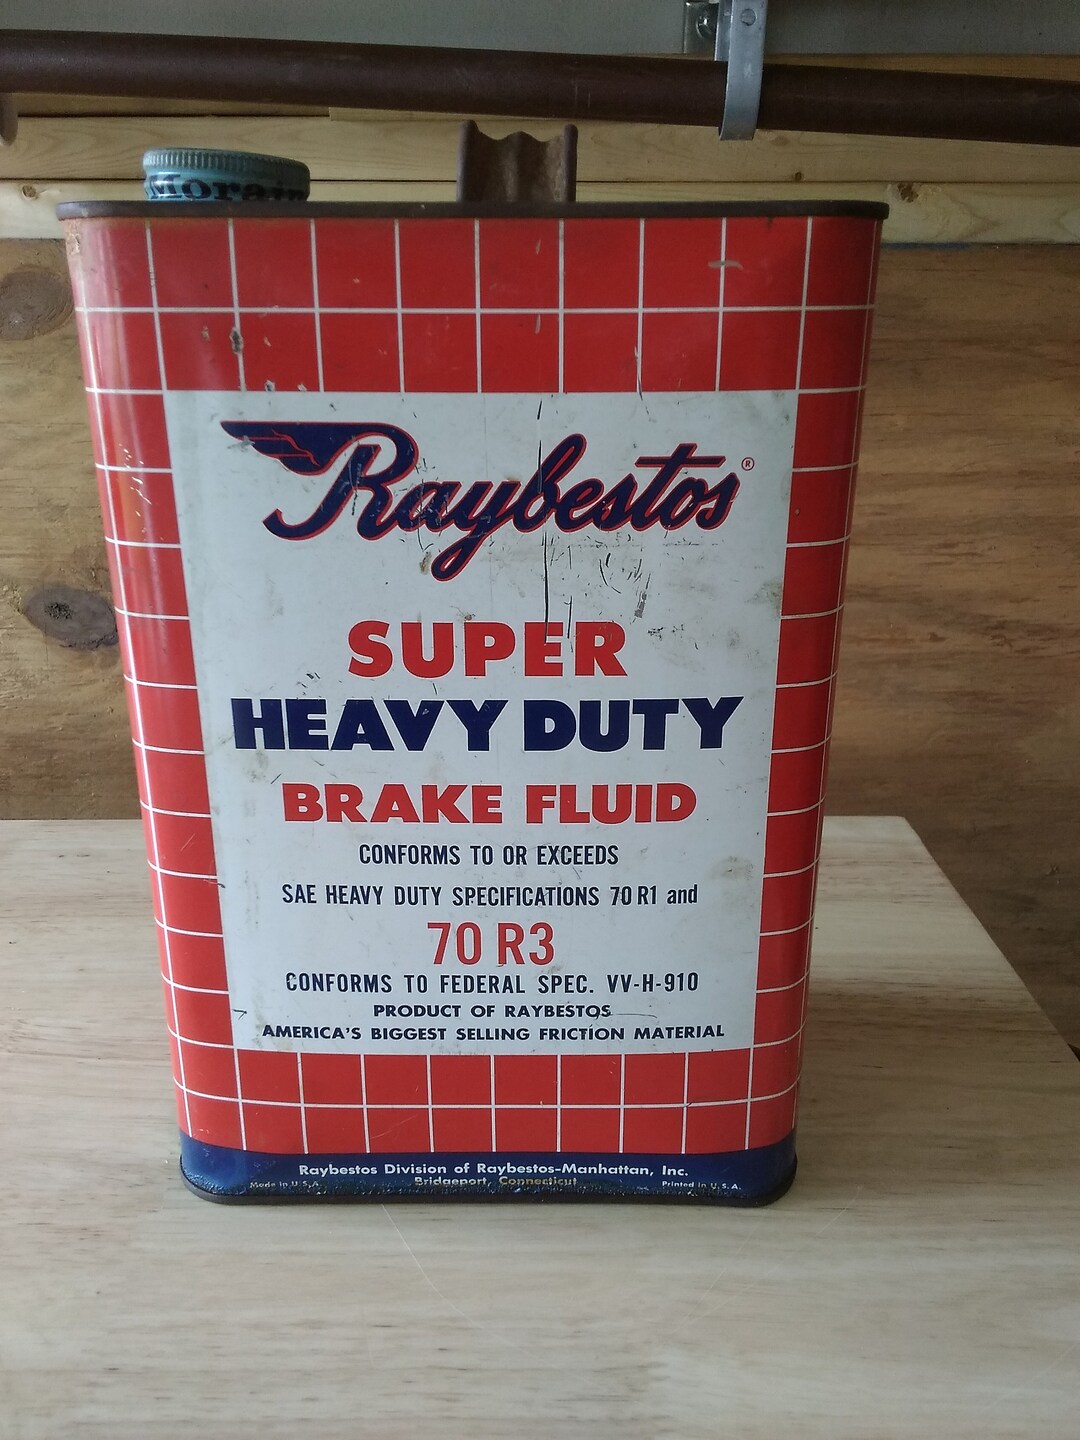 Raybestos ®
SUPER
HEAVY DUTY
BRAKE FLUID
CONFORMS TO OR EXCEEDS
SAE HEAVY DUTY SPECIFICATIONS 70 R1 and
70 R3
CONFORMS TO FEDERAL SPEC. VV-H-910
PRODUCT OF RAYBESTOS
AMERICA'S BIGGEST SELLING FRICTION MATERIAL
Raybestos Division of Raybestos-Manhattan, Inc.
Made in U.S.A. Bridgeport, Connecticut Printed in U.S.A.